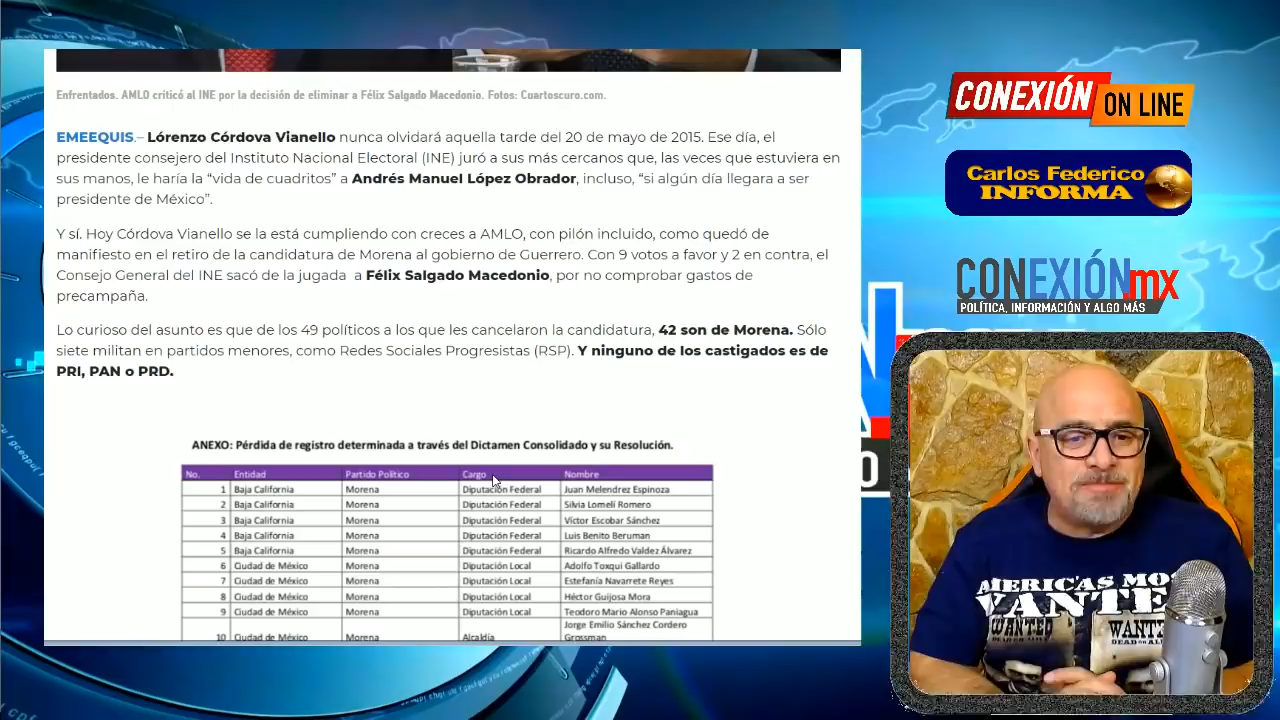 Enfrentados. AMLO criticó al INE por la decisión de eliminar a Félix Salgado Macedonio. Fotos: Cuartoscuro.com.
EMEEQUIS.– Lórenzo Córdova Vianello nunca olvidará aquella tarde del 20 de mayo de 2015. Ese día, el
presidente consejero del Instituto Nacional Electoral (INE) juró a sus más cercanos que, las veces que estuviera en
sus manos, le haría la “vida de cuadritos” a Andrés Manuel López Obrador, incluso, “si algún día llegara a ser
presidente de México”.
Y sí. Hoy Córdova Vianello se la está cumpliendo con creces a AMLO, con pilón incluido, como quedó de
manifiesto en el retiro de la candidatura de Morena al gobierno de Guerrero. Con 9 votos a favor y 2 en contra, el
Consejo General del INE sacó de la jugada a Félix Salgado Macedonio, por no comprobar gastos de
precampaña.
Lo curioso del asunto es que de los 49 políticos a los que les cancelaron la candidatura, 42 son de Morena. Sólo
siete militan en partidos menores, como Redes Sociales Progresistas (RSP). Y ninguno de los castigados es de
PRI, PAN o PRD.
ANEXO: Pérdida de registro determinada a través del Dictamen Consolidado y su Resolución.
No. Entidad Partido Político Cargo Nombre
1 Baja California Morena Diputación Federal Juan Melendrez Espinoza
2 Baja California Morena Diputación Federal Silvia Lomelí Romero
3 Baja California Morena Diputación Federal Víctor Escobar Sánchez
4 Baja California Morena Diputación Federal Luis Benito Beruman
5 Baja California Morena Diputación Federal Ricardo Alfredo Valdez Álvarez
6 Ciudad de México Morena Diputación Local Adolfo Toxqui Gallardo
7 Ciudad de México Morena Diputación Local Estefanía Navarrete Reyes
8 Ciudad de México Morena Diputación Local Héctor Guijosa Mora
9 Ciudad de México Morena Diputación Local Teodoro Mario Alonso Paniagua
10 Ciudad de México Morena Alcaldía Jorge Emilio Sánchez Cordero
Grossman
CONEXIÓN ON LINE
Carlos Federico
INFORMA
CONEXIÓN.mx
POLÍTICA, INFORMACIÓN Y ALGO MÁS
AMERICA'S MOST
WANTED
WANTED
WANTE